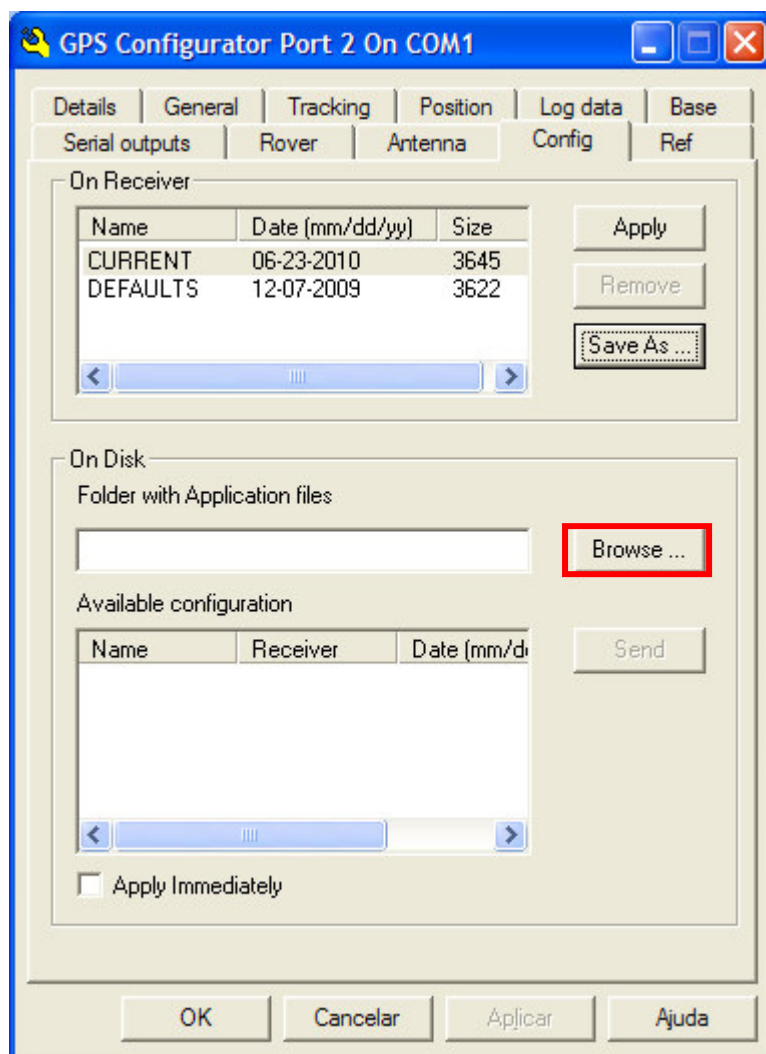 GPS Configurator Port 2 On COM1
Details General Tracking Position Log data Base
Serial outputs Rover Antenna Config Ref
On Receiver
Name Date (mm/dd/yy) Size
CURRENT 06-23-2010 3645
DEFAULTS 12-07-2009 3622
Apply
Remove
Save As ...
On Disk
Folder with Application files
Browse ...
Available configuration
Name Receiver Date (mm/d
Send
Apply Immediately
OK Cancelar Aplicar Ajuda